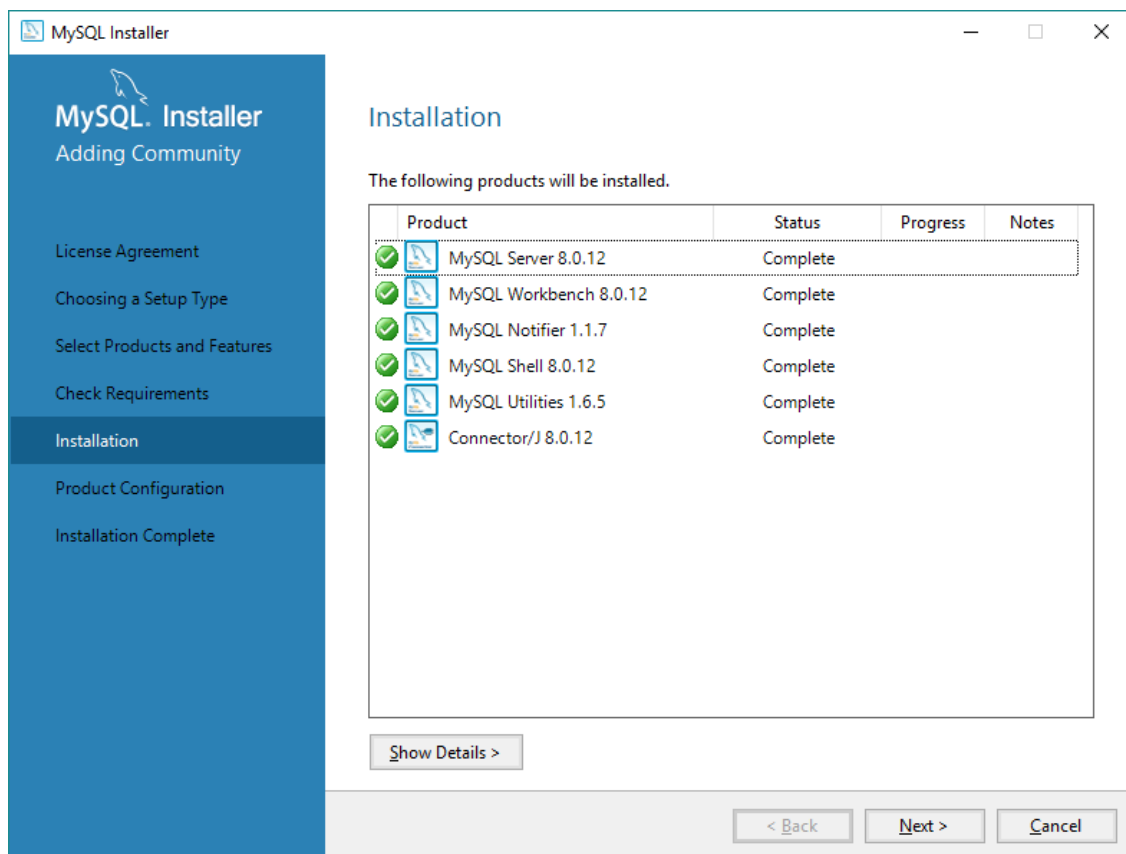 MySQL Installer
MySQL. Installer
Adding Community
License Agreement
Choosing a Setup Type
Select Products and Features
Check Requirements
Installation
Product Configuration
Installation Complete
Installation
The following products will be installed.
Product Status Progress Notes
MySQL Server 8.0.12 Complete
MySQL Workbench 8.0.12 Complete
MySQL Notifier 1.1.7 Complete
MySQL Shell 8.0.12 Complete
MySQL Utilities 1.6.5 Complete
Connector/J 8.0.12 Complete
Show Details >
< Back Next > Cancel